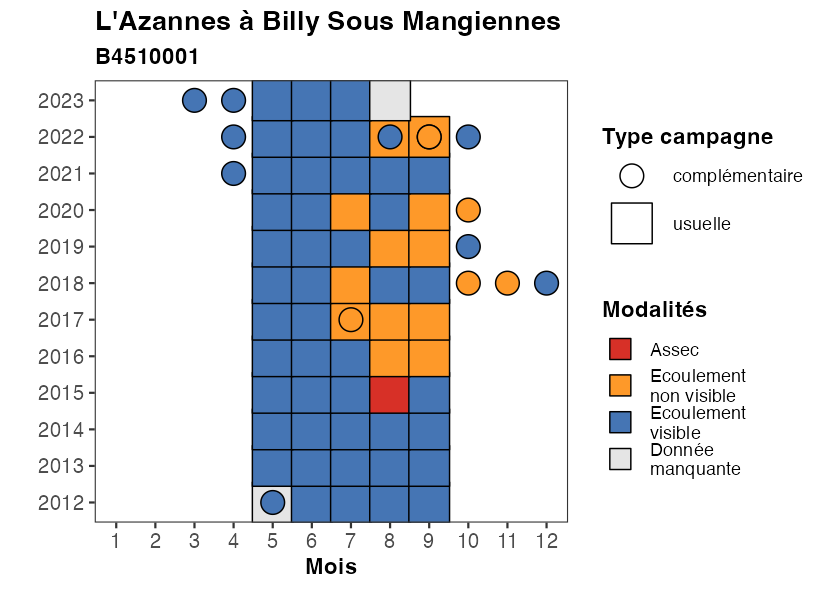 L'Azannes à Billy Sous Mangiennes
B4510001
2023
2022
2021
2020
2019
2018
2017
2016
2015
2014
2013
2012
1 2 3 4 5 6 7 8 9 10 11 12
Mois
Type campagne
complémentaire
usuelle
Modalités
Assec
Ecoulement
non visible
Ecoulement
visible
Donnée
manquante